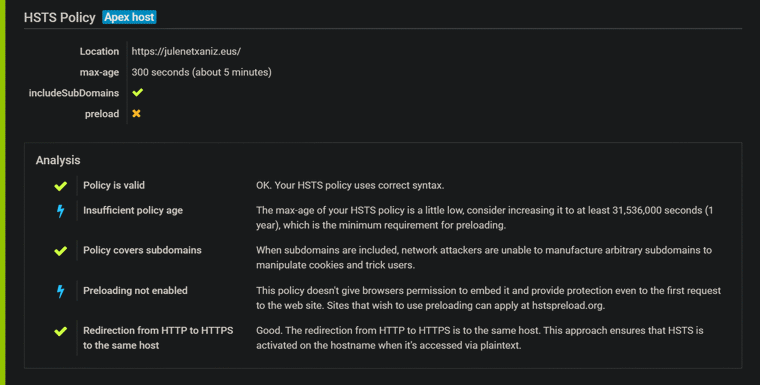 HSTS Policy Apex host
Location https://julenetxaniz.eus/
max-age 300 seconds (about 5 minutes)
includeSubDomains
preload
Analysis
Policy is valid OK. Your HSTS policy uses correct syntax.
Insufficient policy age The max-age of your HSTS policy is a little low, consider increasing it to at least 31,536,000 seconds (1
year), which is the minimum requirement for preloading.
Policy covers subdomains When subdomains are included, network attackers are unable to manufacture arbitrary subdomains to
manipulate cookies and trick users.
Preloading not enabled This policy doesn't give browsers permission to embed it and provide protection even to the first request
to the web site. Sites that wish to use preloading can apply at hstspreload.org.
Redirection from HTTP to HTTPS Good. The redirection from HTTP to HTTPS is to the same host. This approach ensures that HSTS is
to the same host activated on the hostname when it's accessed via plaintext.